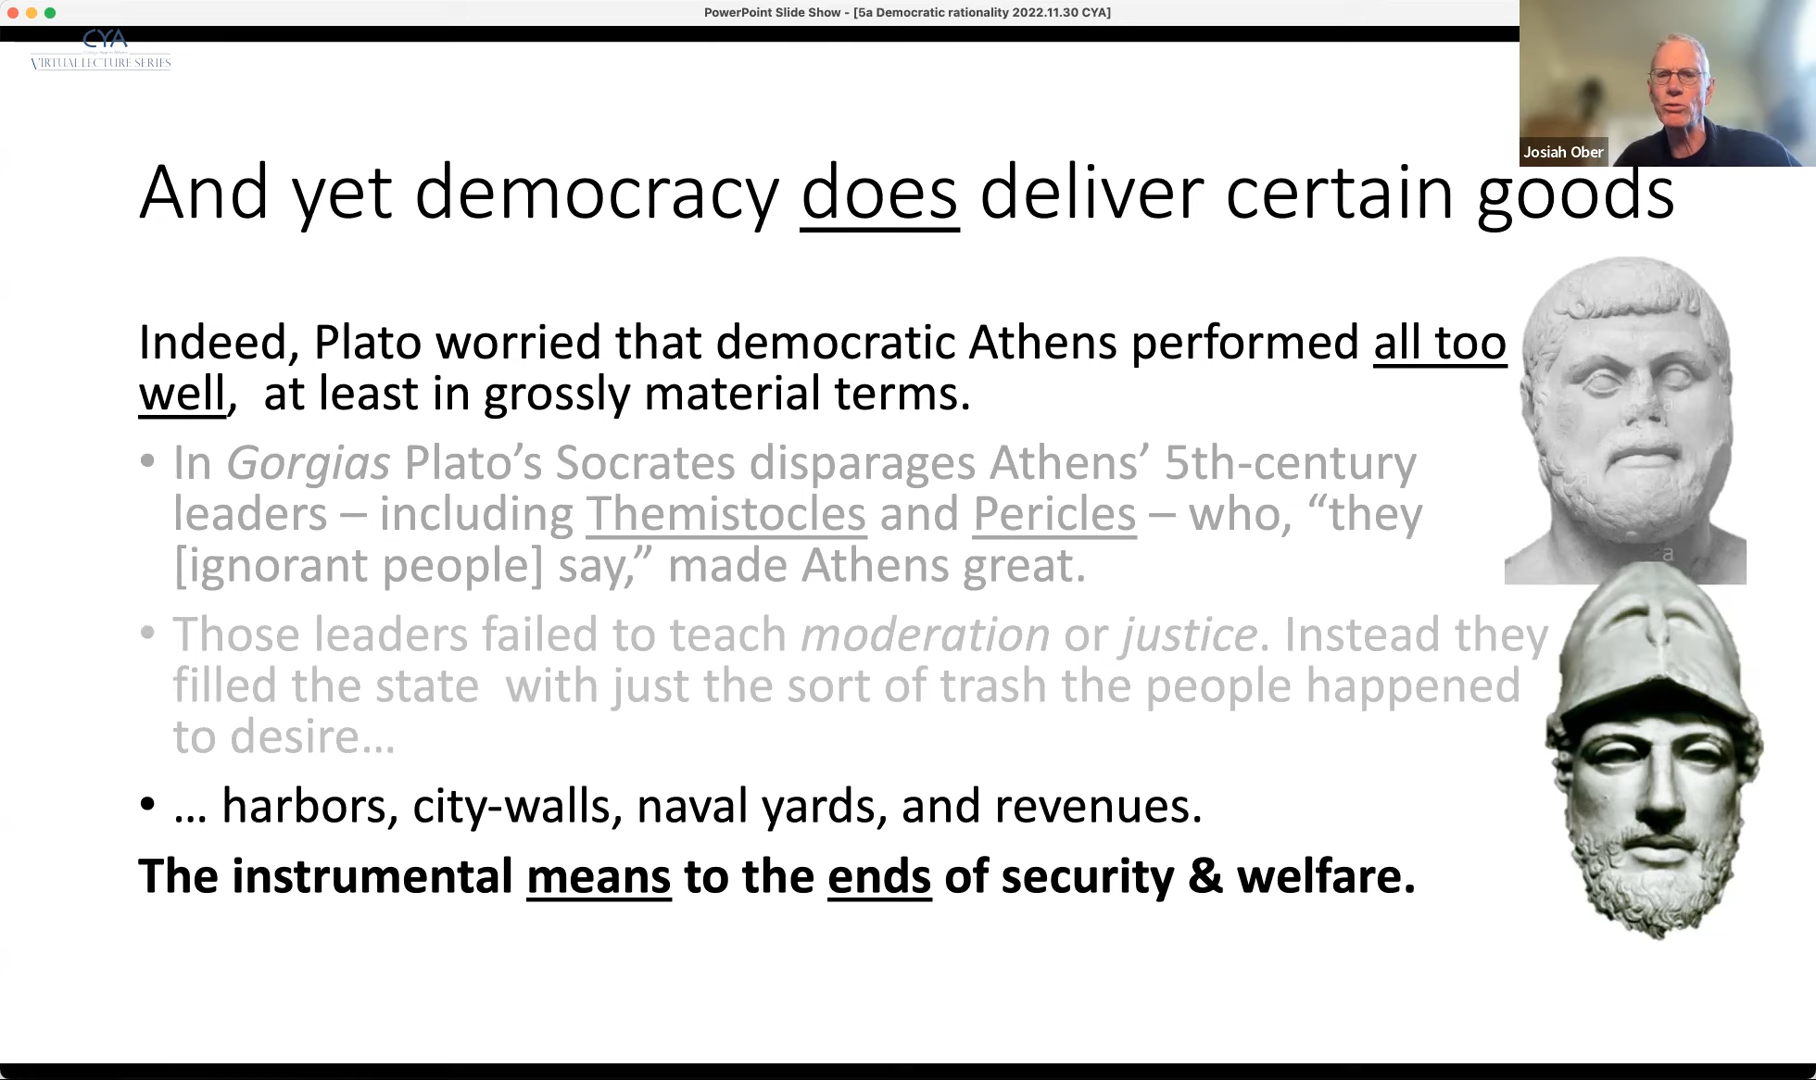 PowerPoint Slide Show - [5a Democratic rationality 2022.11.30 CYA]
CYA
VIRTUAL LECTURE SERIES
Josiah Ober
And yet democracy does deliver certain goods
Indeed, Plato worried that democratic Athens performed all too
well,  at least in grossly material terms.
• In Gorgias Plato’s Socrates disparages Athens’ 5th-century
leaders – including Themistocles and Pericles – who, “they
[ignorant people] say,” made Athens great.
• Those leaders failed to teach moderation or justice. Instead they
filled the state  with just the sort of trash the people happened
to desire…
• … harbors, city-walls, naval yards, and revenues.
The instrumental means to the ends of security & welfare.
a